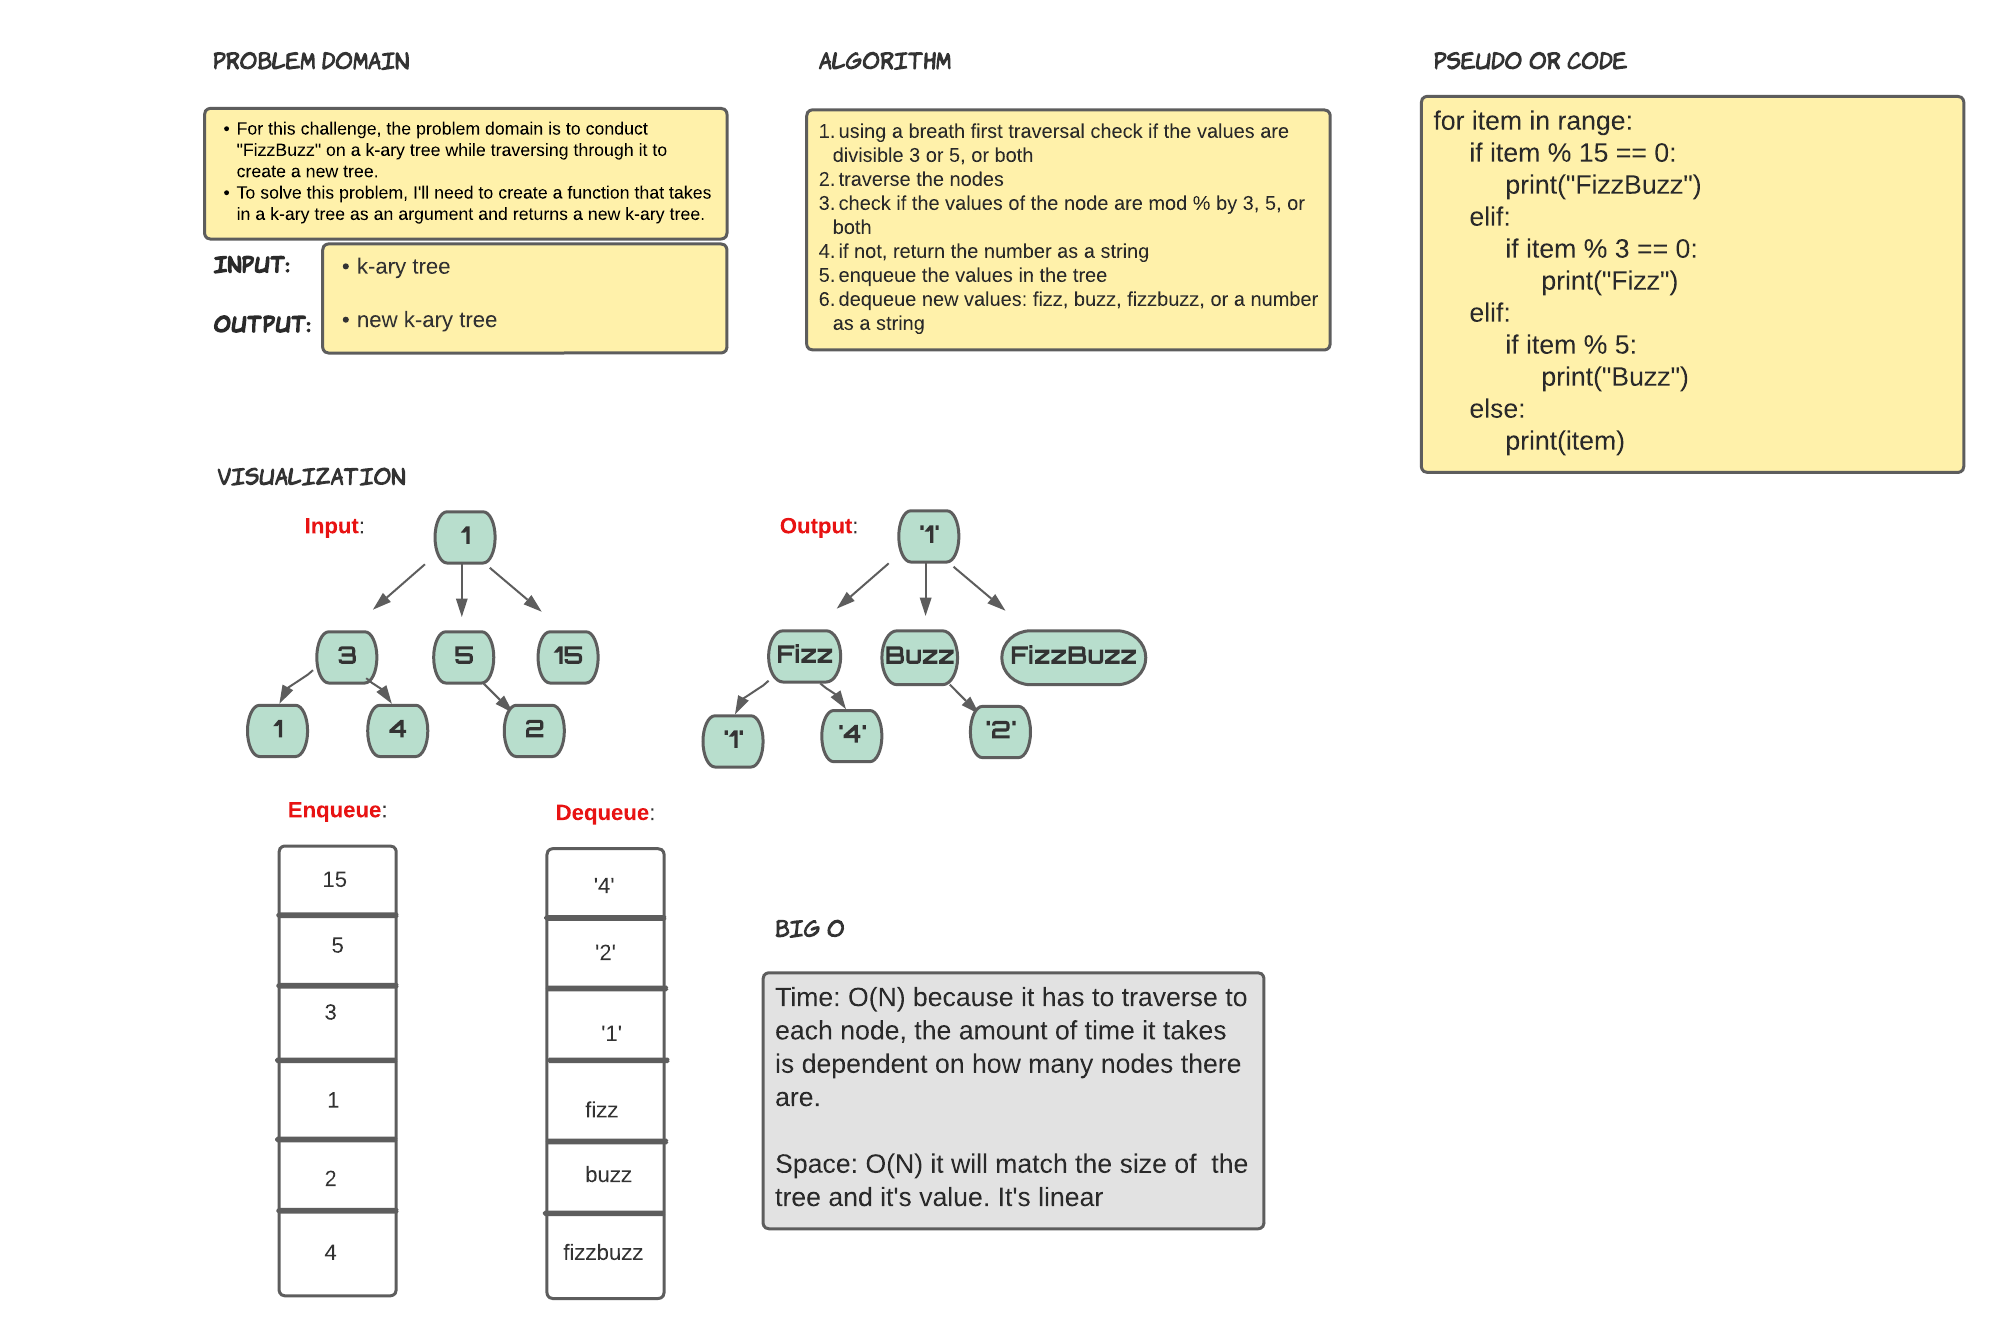 PROBLEM DOMAIN
• For this challenge, the problem domain is to conduct
"FizzBuzz" on a k-ary tree while traversing through it to
create a new tree.
• To solve this problem, I'll need to create a function that takes
in a k-ary tree as an argument and returns a new k-ary tree.
INPUT:
• k-ary tree
OUTPUT:
• new k-ary tree
ALGORITHM
1. using a breath first traversal check if the values are
divisible 3 or 5, or both
2. traverse the nodes
3. check if the values of the node are mod % by 3, 5, or
both
4. if not, return the number as a string
5. enqueue the values in the tree
6. dequeue new values: fizz, buzz, fizzbuzz, or a number
as a string
PSEUDO OR CODE
for item in range:
if item % 15 == 0:
print("FizzBuzz")
elif:
if item % 3 == 0:
print("Fizz")
elif:
if item % 5:
print("Buzz")
else:
print(item)
VISUALIZATION
Input:
1
3
5
15
1
4
2
Output:
'1'
Fizz
Buzz
FizzBuzz
'1'
'4'
'2'
Enqueue:
15
5
3
1
2
4
Dequeue:
'4'
'2'
'1'
fizz
buzz
fizzbuzz
BIG O
Time: O(N) because it has to traverse to
each node, the amount of time it takes
is dependent on how many nodes there
are.
Space: O(N) it will match the size of  the
tree and it's value. It's linear